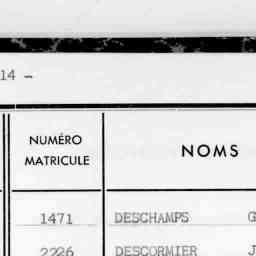 14 -
NUMÉRO
MATRICULE
NOMS
1471 DESCHAMPS G
2226 DESCORMIER J